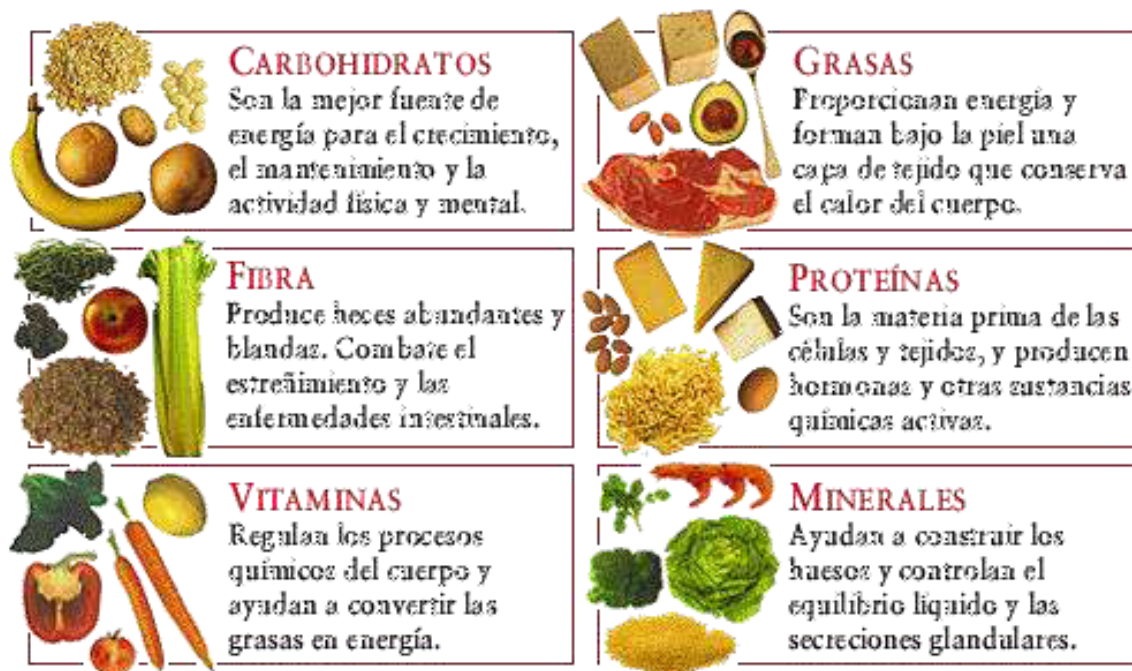 CARBOHIDRATOS
Son la mejor fuente de
energía para el crecimiento,
el mantenimiento y la
actividad física y mental.
GRASAS
Proporcionan energía y
forman bajo la piel una
capa de tejido que conserva
el calor del cuerpo.
FIBRA
Produce heces abundantes y
blandas. Combate el
estreñimiento y las
enfermedades intestinales.
PROTEÍNAS
Son la materia prima de las
células y tejidos, y producen
hormonas y otras sustancias
químicas activas.
VITAMINAS
Regulan los procesos
químicos del cuerpo y
ayudan a convertir las
grasas en energía.
MINERALES
Ayudan a construir los
huesos y controlan el
equilibrio líquido y las
secreciones glandulares.